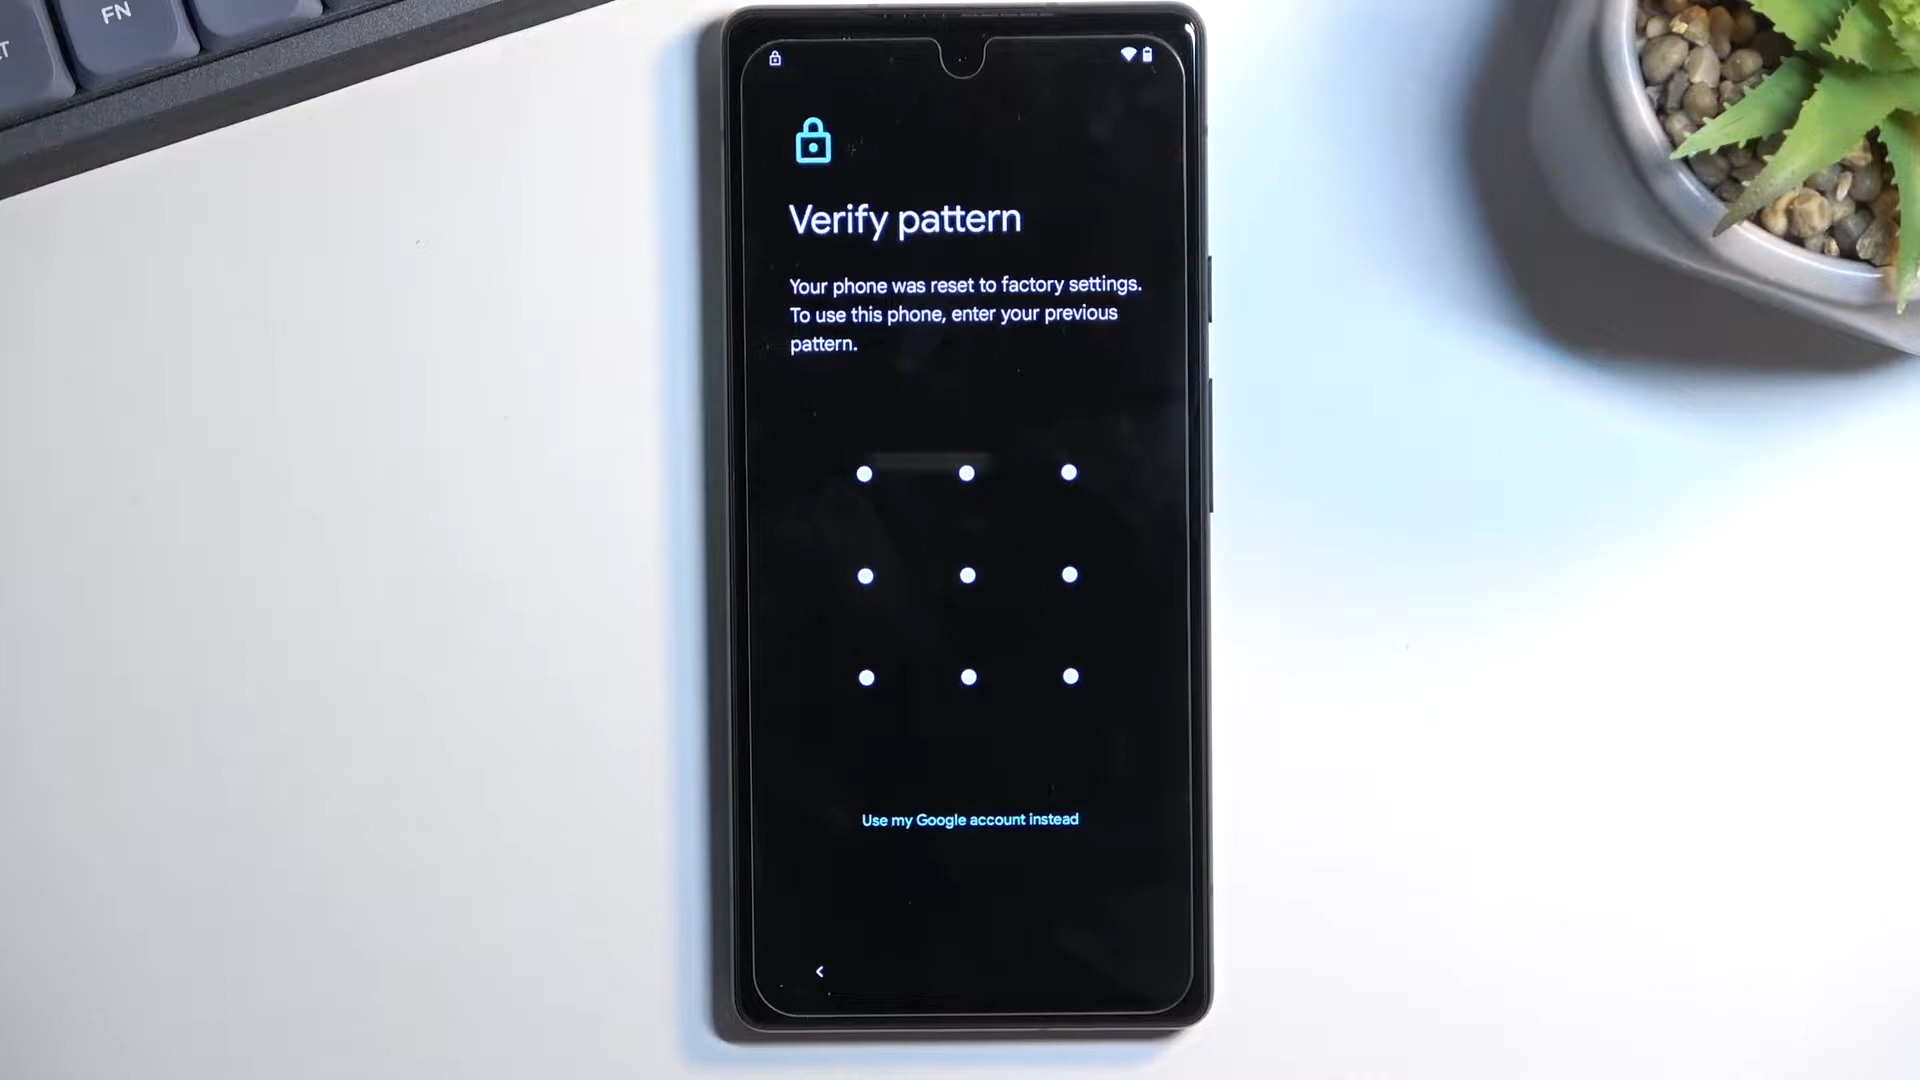 FN
Verify pattern
Your phone was reset to factory settings.
To use this phone, enter your previous
pattern.
Use my Google account instead